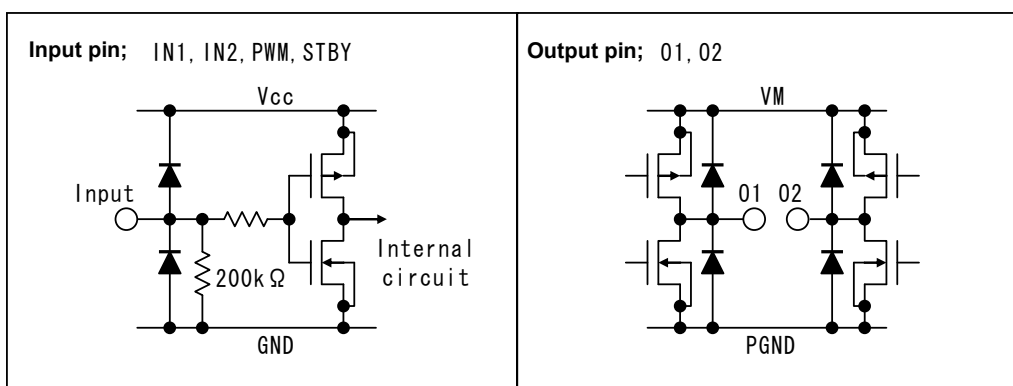 Input pin; IN1, IN2, PWM, STBY
Vcc
Input
200kΩ
Internal
circuit
GND
Output pin; O1, O2
VM
O1 O2
PGND